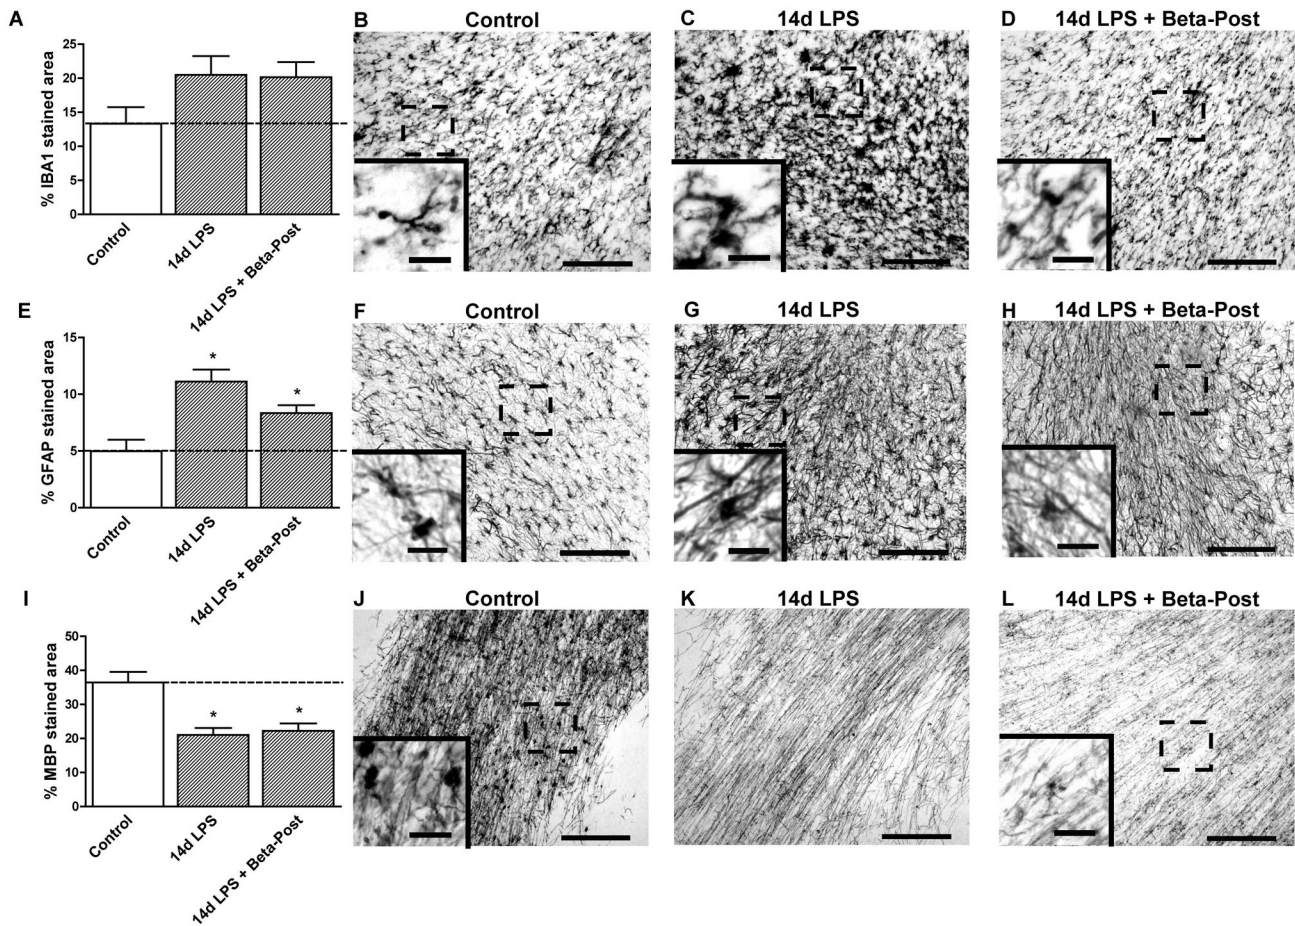 A
% IBA1 stained area
25
20
15
10
5
0
Control
14d LPS
14d LPS + Beta-Post
B
Control
C
14d LPS
D
14d LPS + Beta-Post
E
% GFAP stained area
15
10
5
0
*
*
Control
14d LPS
14d LPS + Beta-Post
F
Control
G
14d LPS
H
14d LPS + Beta-Post
I
% MBP stained area
50
40
30
20
10
0
*
*
Control
14d LPS
14d LPS + Beta-Post
J
Control
K
14d LPS
L
14d LPS + Beta-Post